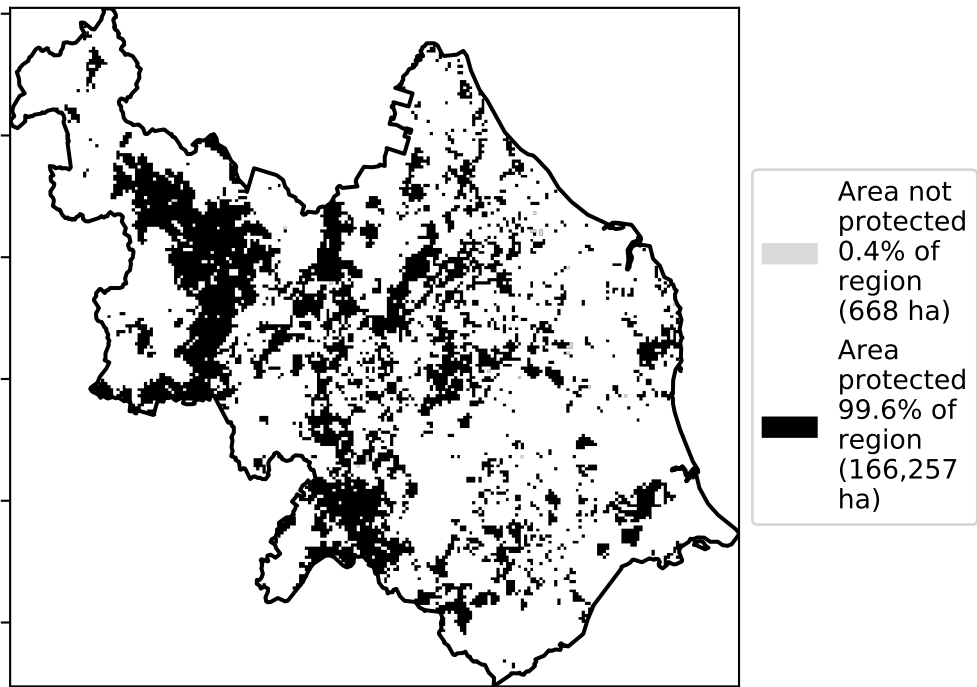 Area not
protected
0.4% of
region
(668 ha)
Area
protected
99.6% of
region
(166,257
ha)